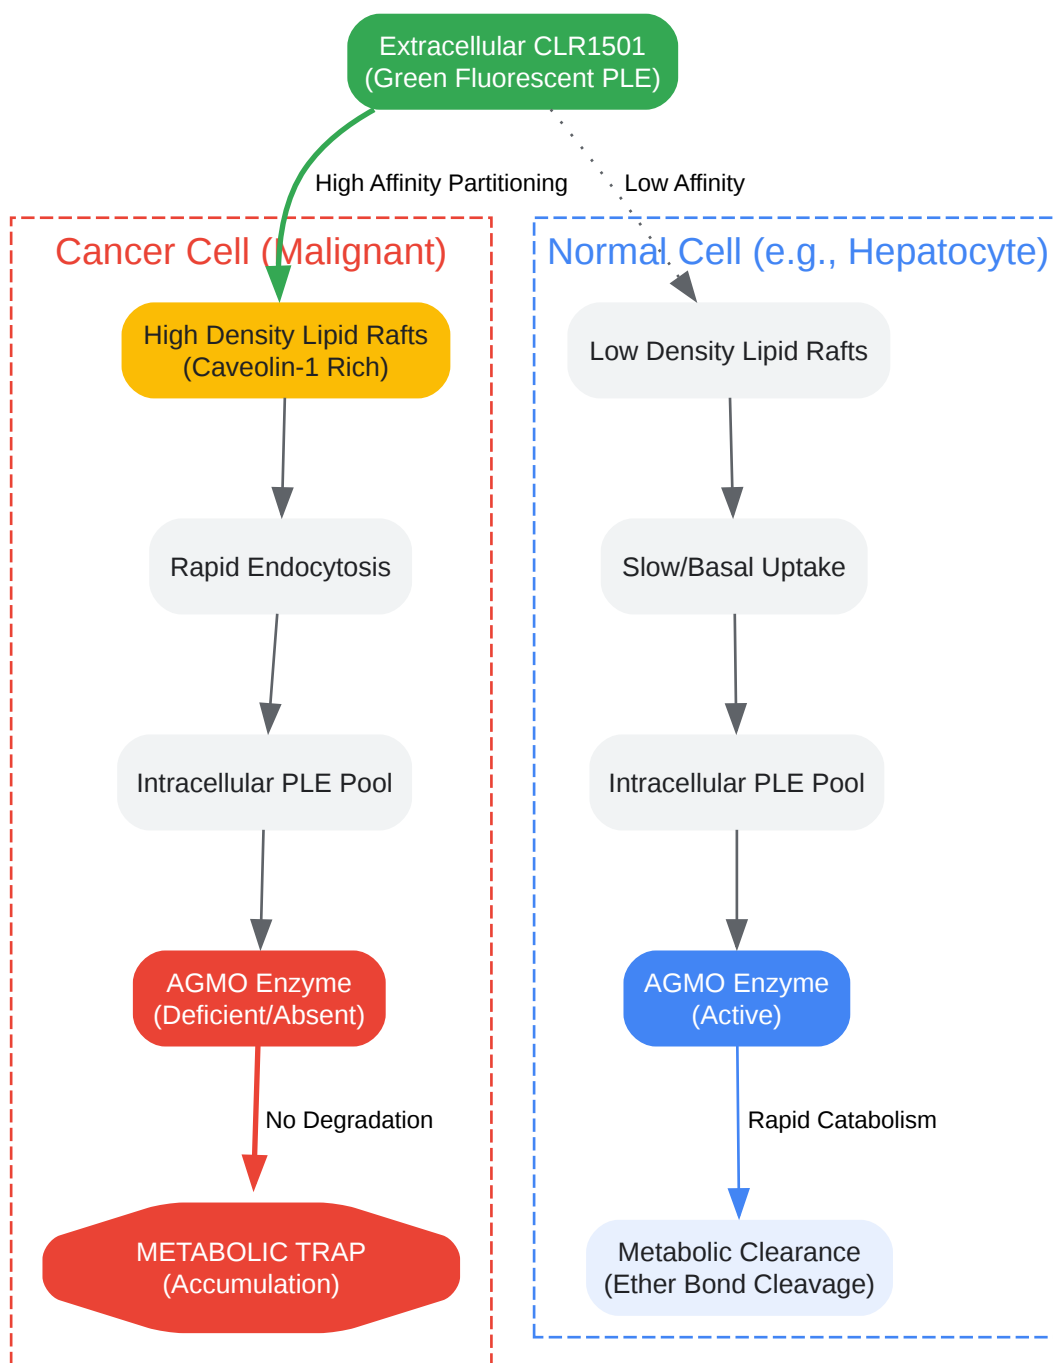 Extracellular CLR1501
(Green Fluorescent PLE)
High Affinity Partitioning
Low Affinity
Cancer Cell (Malignant)
High Density Lipid Rafts
(Caveolin-1 Rich)
Rapid Endocytosis
Intracellular PLE Pool
AGMO Enzyme
(Deficient/Absent)
No Degradation
METABOLIC TRAP
(Accumulation)
Normal Cell (e.g., Hepatocyte)
Low Density Lipid Rafts
Slow/Basal Uptake
Intracellular PLE Pool
AGMO Enzyme
(Active)
Rapid Catabolism
Metabolic Clearance
(Ether Bond Cleavage)